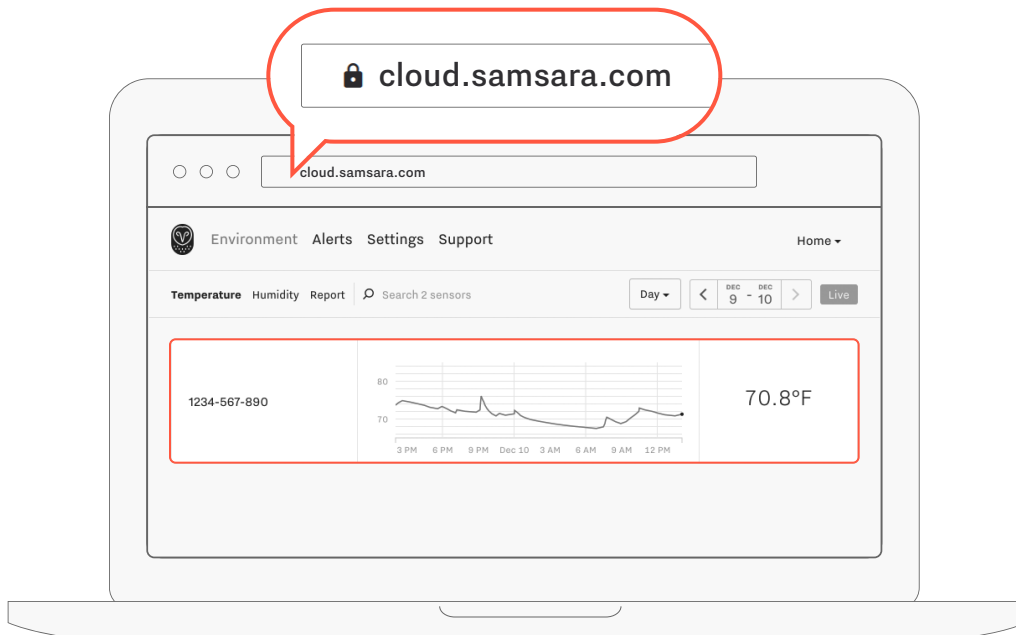 cloud.samsara.com
cloud.samsara.com
Environment Alerts Settings Support Home
Temperature Humidity Report Search 2 sensors Day DEC 9 - DEC 10 Live
1234-567-890
80
70
3 PM 6 PM 9 PM Dec 10 3 AM 6 AM 9 AM 12 PM
70.8°F